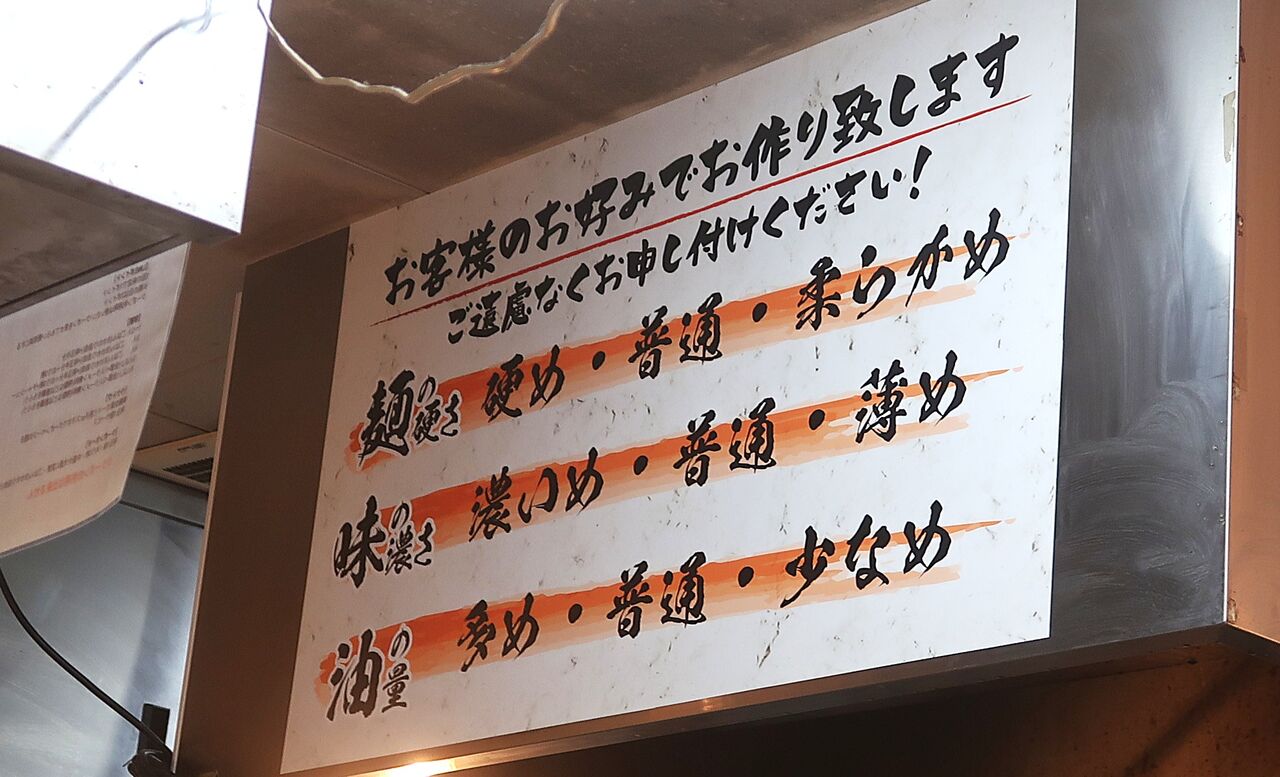 お客様のお好みでお作り致します
ご遠慮なくお申し付けください！
麺の硬さ 硬め・普通・柔らかめ
味の濃さ 濃いめ・普通・薄め
油の量 多め・普通・少なめ